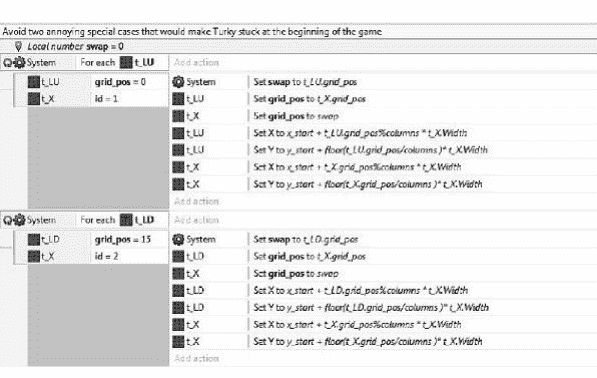 Avoid two annoying special cases that would make Turky stuck at the beginning of the game
Local number swap = 0
System For each t_LU Add action
t_LU grid_pos = 0 System Set swap to t_LU.grid_pos
t_X id = 1 t_LU Set grid_pos to t_X.grid_pos
t_X Set grid_pos to swap
t_LU Set X to x_start + t_LU.grid_pos%columns * t_X.Width
t_LU Set Y to y_start + floor(t_LU.grid_pos/columns )* t_X.Width
t_X Set X to x_start + t_X.grid_pos%columns * t_X.Width
t_X Set Y to y_start + floor(t_X.grid_pos/columns )* t_X.Width
Add action
System For each t_LD Add action
t_LD grid_pos = 15 System Set swap to t_LD.grid_pos
t_X id = 2 t_LD Set grid_pos to t_X.grid_pos
t_X Set grid_pos to swap
t_LD Set X to x_start + t_LD.grid_pos%columns * t_X.Width
t_LD Set Y to y_start + floor(t_LD.grid_pos/columns )* t_X.Width
t_X Set X to x_start + t_X.grid_pos%columns * t_X.Width
t_X Set Y to y_start + floor(t_X.grid_pos/columns )* t_X.Width
Add action